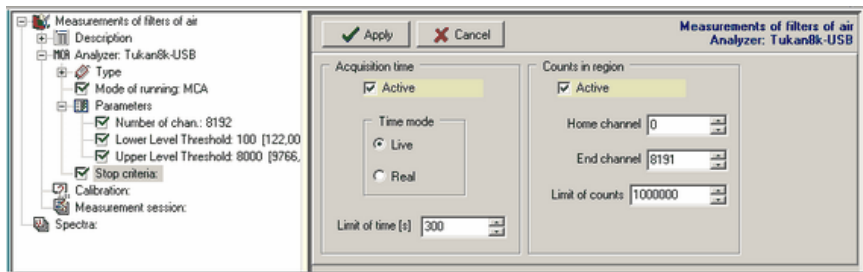 Measurements of filters of air
Description
MCA Analyzer: Tukan8k-USB
Type
Mode of running: MCA
Parameters
Number of chan.: 8192
Lower Level Threshold: 100 [122,00
Upper Level Threshold: 8000 [9766,
Stop criteria:
Calibration:
Measurement session:
Spectra:
Apply
Cancel
Measurements of filters of air
Analyzer: Tukan8k-USB
Acquisition time
Active
Time mode
Live
Real
Limit of time [s] 300
Counts in region
Active
Home channel 0
End channel 8191
Limit of counts 1000000